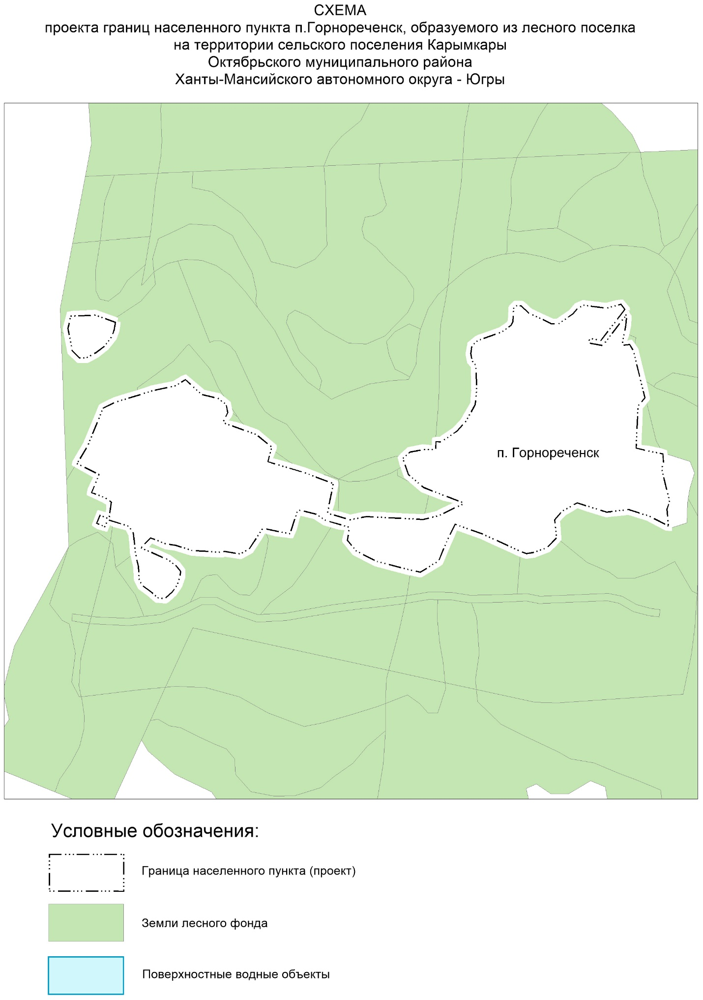 СХЕМА
проекта границ населенного пункта п.Горнореченск, образуемого из лесного поселка
на территории сельского поселения Карымкары
Октябрьского муниципального района
Ханты-Мансийского автономного округа - Югры
п. Горнореченск
Условные обозначения:
Граница населенного пункта (проект)
Земли лесного фонда
Поверхностные водные объекты